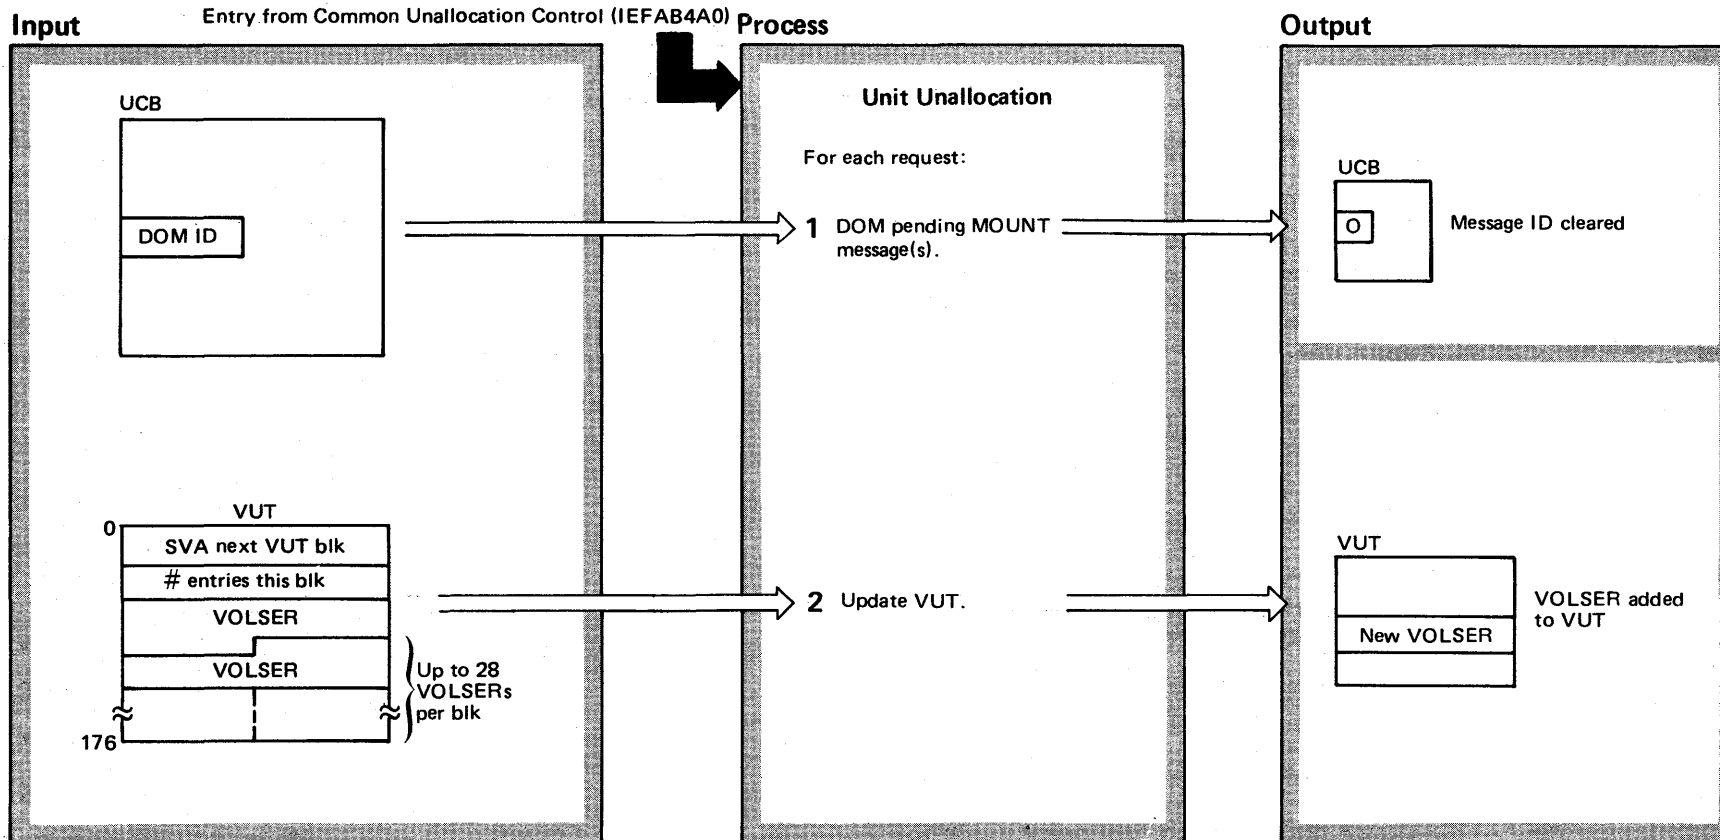 Entry from Common Unallocation Control (IEFAB4A0)
Input
Process
Output
UCB
DOM ID
Unit Unallocation
For each request:
1 DOM pending MOUNT
message(s).
UCB
O
Message ID cleared
VUT
0
SVA next VUT blk
# entries this blk
VOLSER
VOLSER
Up to 28
VOLSERs
per blk
176
2 Update VUT.
VUT
New VOLSER
VOLSER added
to VUT